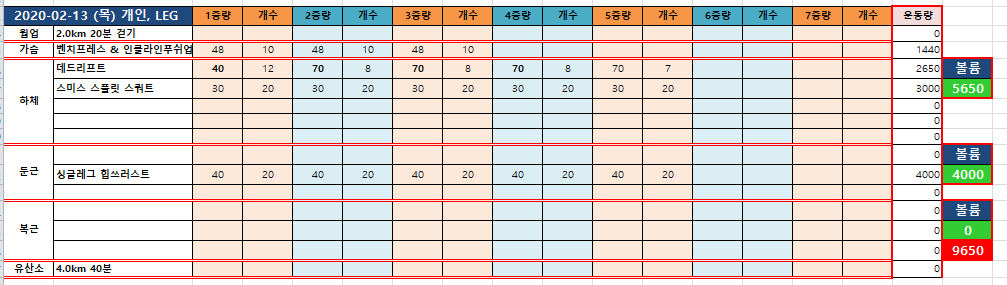 2020-02-13 (목) 개인, LEG 1중량 개수 2중량 개수 3중량 개수 4중량 개수 5중량 개수 6중량 개수 7중량 개수 운동량
웜업 2.0km 20분 걷기 0
가슴 벤치프레스 & 인클라인푸쉬업 48 10 48 10 48 10 1440
데드리프트 40 12 70 8 70 8 70 8 70 7 2650 볼륨
하체 스미스 스플릿 스쿼트 30 20 30 20 30 20 30 20 30 20 3000 5650
0
0
0
0 볼륨
둔근 싱글레그 힙쓰러스트 40 20 40 20 40 20 40 20 40 20 4000 4000
0
0 볼륨
복근 0 0
0 9650
유산소 4.0km 40분 0